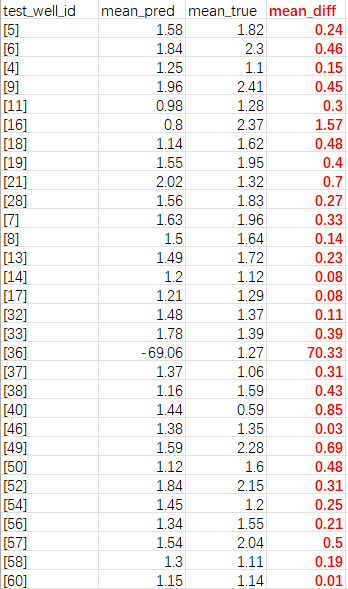 test_well_id mean_pred mean_true mean_diff
[5] 1.58 1.82 0.24
[6] 1.84 2.3 0.46
[4] 1.25 1.1 0.15
[9] 1.96 2.41 0.45
[11] 0.98 1.28 0.3
[16] 0.8 2.37 1.57
[18] 1.14 1.62 0.48
[19] 1.55 1.95 0.4
[21] 2.02 1.32 0.7
[28] 1.56 1.83 0.27
[7] 1.63 1.96 0.33
[8] 1.5 1.64 0.14
[13] 1.49 1.72 0.23
[14] 1.2 1.12 0.08
[17] 1.21 1.29 0.08
[32] 1.48 1.37 0.11
[33] 1.78 1.39 0.39
[36] -69.06 1.27 70.33
[37] 1.37 1.06 0.31
[38] 1.16 1.59 0.43
[40] 1.44 0.59 0.85
[46] 1.38 1.35 0.03
[49] 1.59 2.28 0.69
[50] 1.12 1.6 0.48
[52] 1.84 2.15 0.31
[54] 1.45 1.2 0.25
[56] 1.34 1.55 0.21
[57] 1.54 2.04 0.5
[58] 1.3 1.11 0.19
[60] 1.15 1.14 0.01